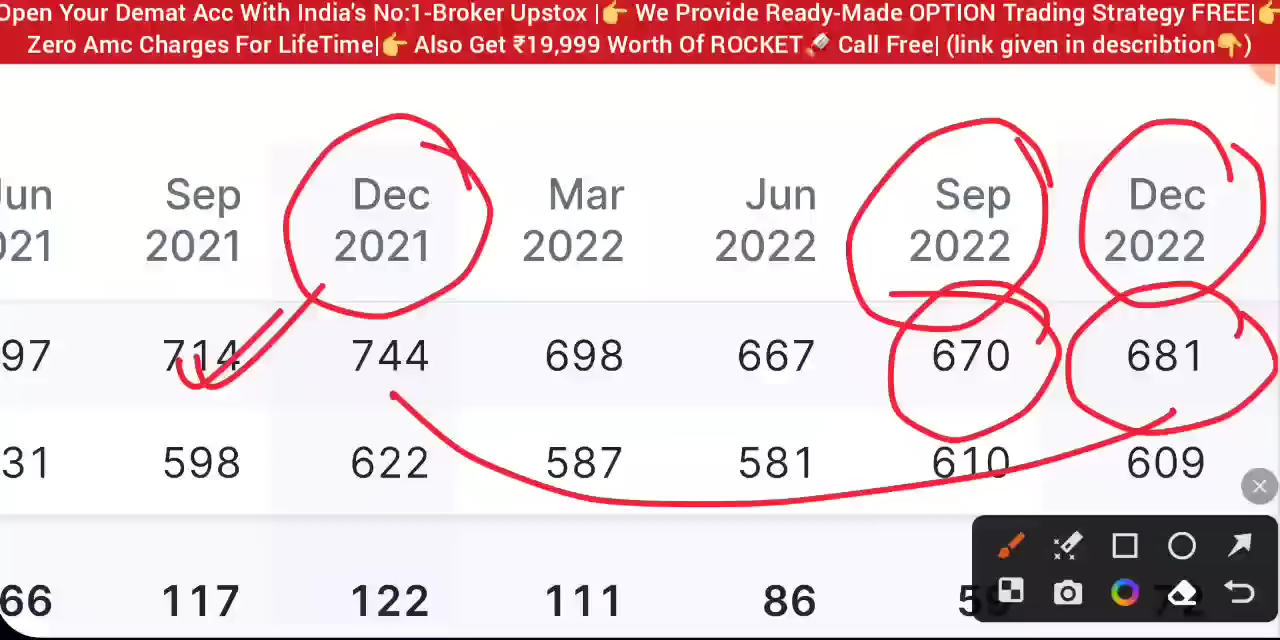 Open Your Demat Acc With India's No:1-Broker Upstox |👉 We Provide Ready-Made OPTION Trading Strategy FREE|👉
Zero Amc Charges For LifeTime|👉 Also Get ₹19,999 Worth Of ROCKET🚀 Call Free| (link given in describtion👇)
Jun Sep Dec Mar Jun Sep Dec
2021 2021 2021 2022 2022 2022 2022
97 714 744 698 667 670 681
31 598 622 587 581 610 609
66 117 122 111 86 59 72